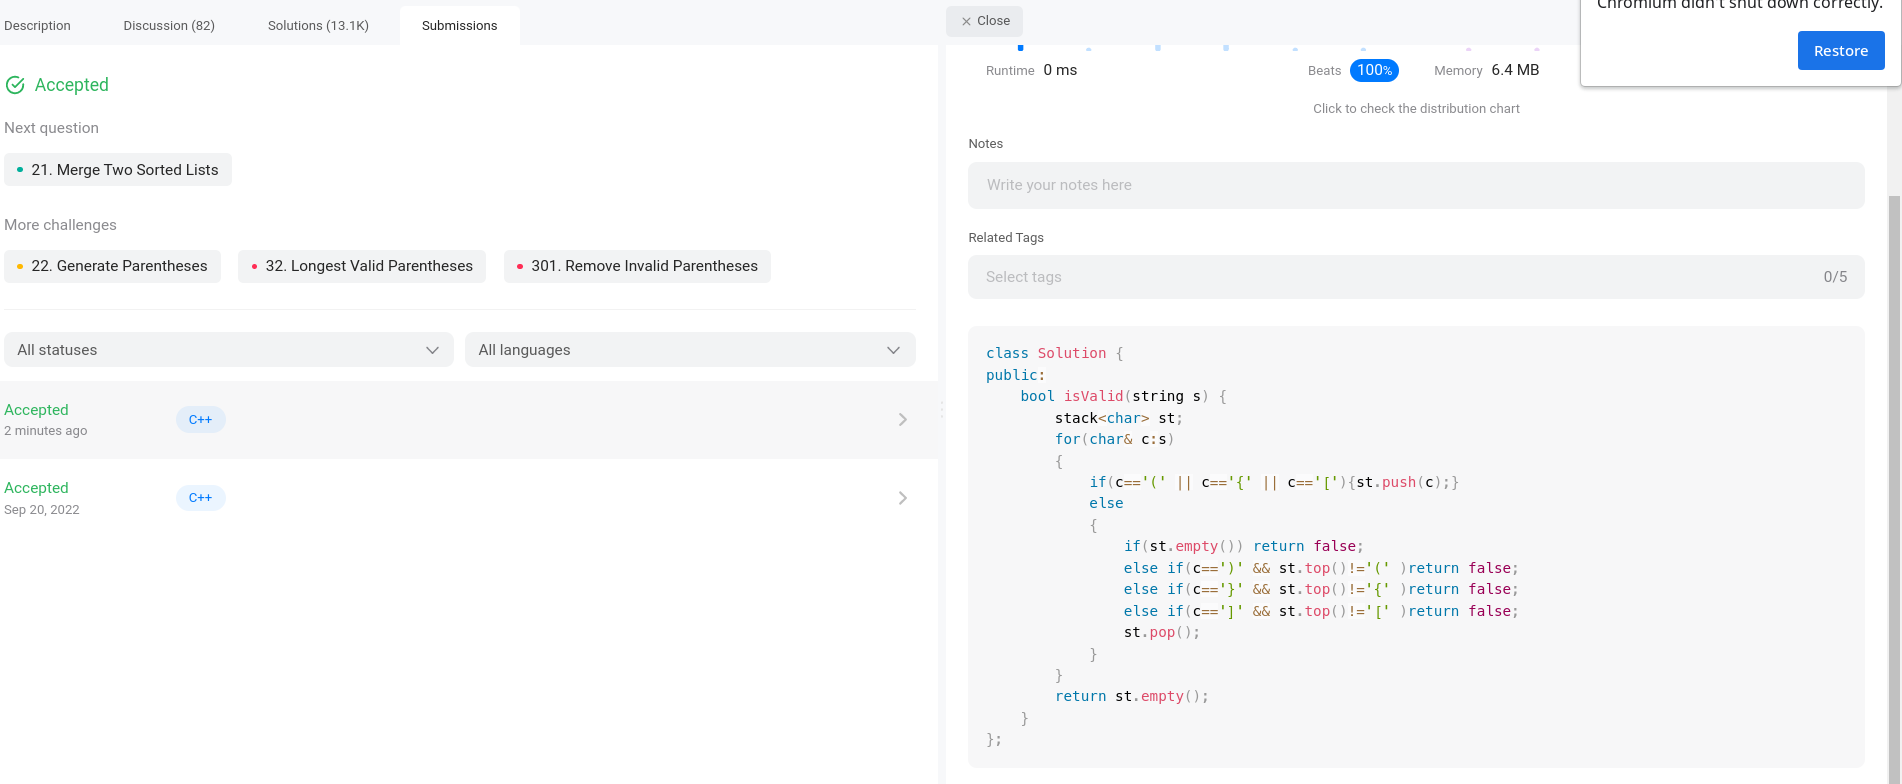 Description Discussion (82) Solutions (13.1K) Submissions
Accepted
Next question
21. Merge Two Sorted Lists
More challenges
22. Generate Parentheses 32. Longest Valid Parentheses 301. Remove Invalid Parentheses
All statuses All languages
Accepted
2 minutes ago
C++
Accepted
Sep 20, 2022
C++
Close
Chromium didn't shut down correctly.
Restore
Runtime 0 ms Beats 100% Memory 6.4 MB
Click to check the distribution chart
Notes
Write your notes here
Related Tags
Select tags 0/5
class Solution {
public:
    bool isValid(string s) {
        stack<char> st;
        for(char& c:s)
        {
            if(c=='(' || c=='{' || c=='['){st.push(c);}
            else
            {
                if(st.empty()) return false;
                else if(c==')' && st.top()!='(' )return false;
                else if(c=='}' && st.top()!='{' )return false;
                else if(c==']' && st.top()!='[' )return false;
                st.pop();
            }
        }
        return st.empty();
    }
};